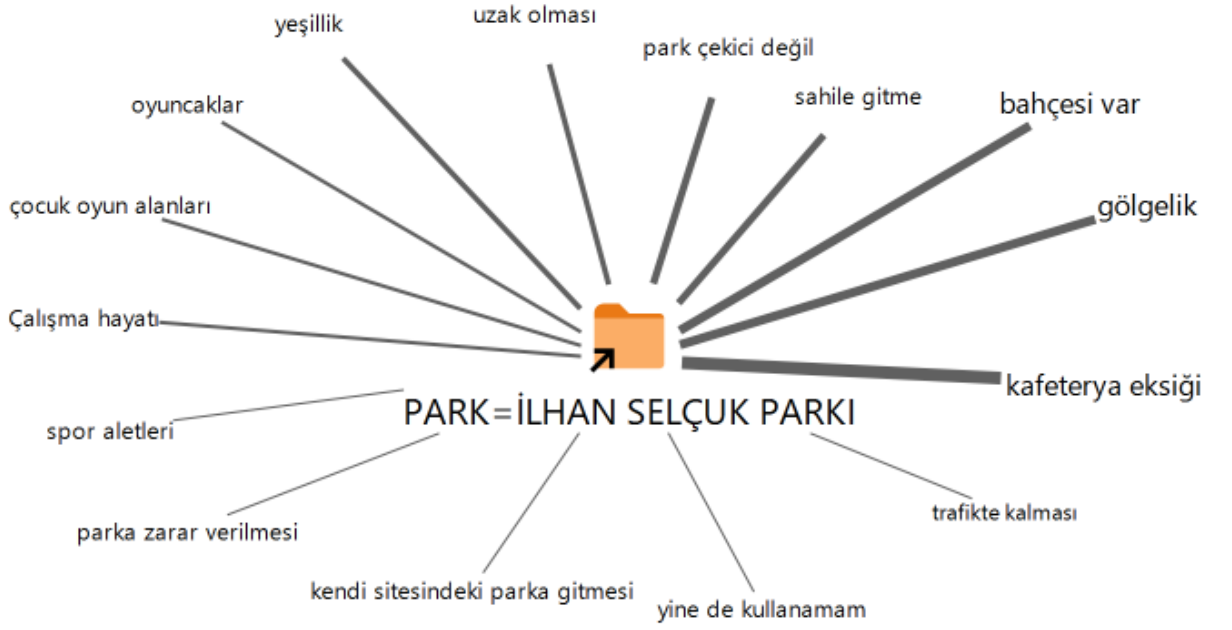 uzak olması
yeşillik
park çekici değil
sahile gitme
oyuncaklar
bahçesi var
çocuk oyun alanları
gölgelik
Çalışma hayatı
kafeterya eksiği
PARK=İLHAN SELÇUK PARKI
spor aletleri
trafikte kalması
parka zarar verilmesi
kendi sitesindeki parka gitmesi
yine de kullanamam